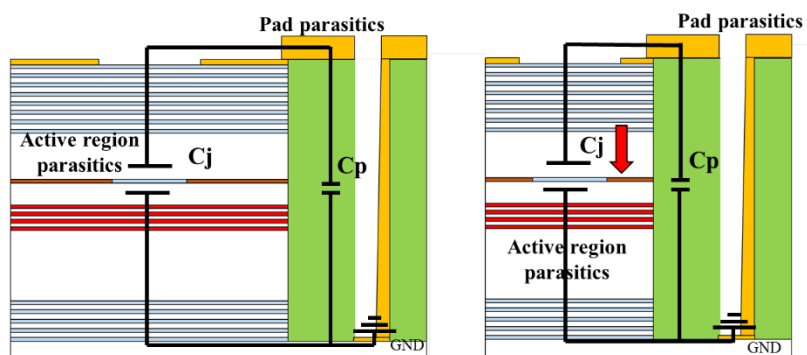 Pad parasitics
Active region
parasitics
Cj
Cp
GND
Pad parasitics
Cj
Cp
Active region
parasitics
GND